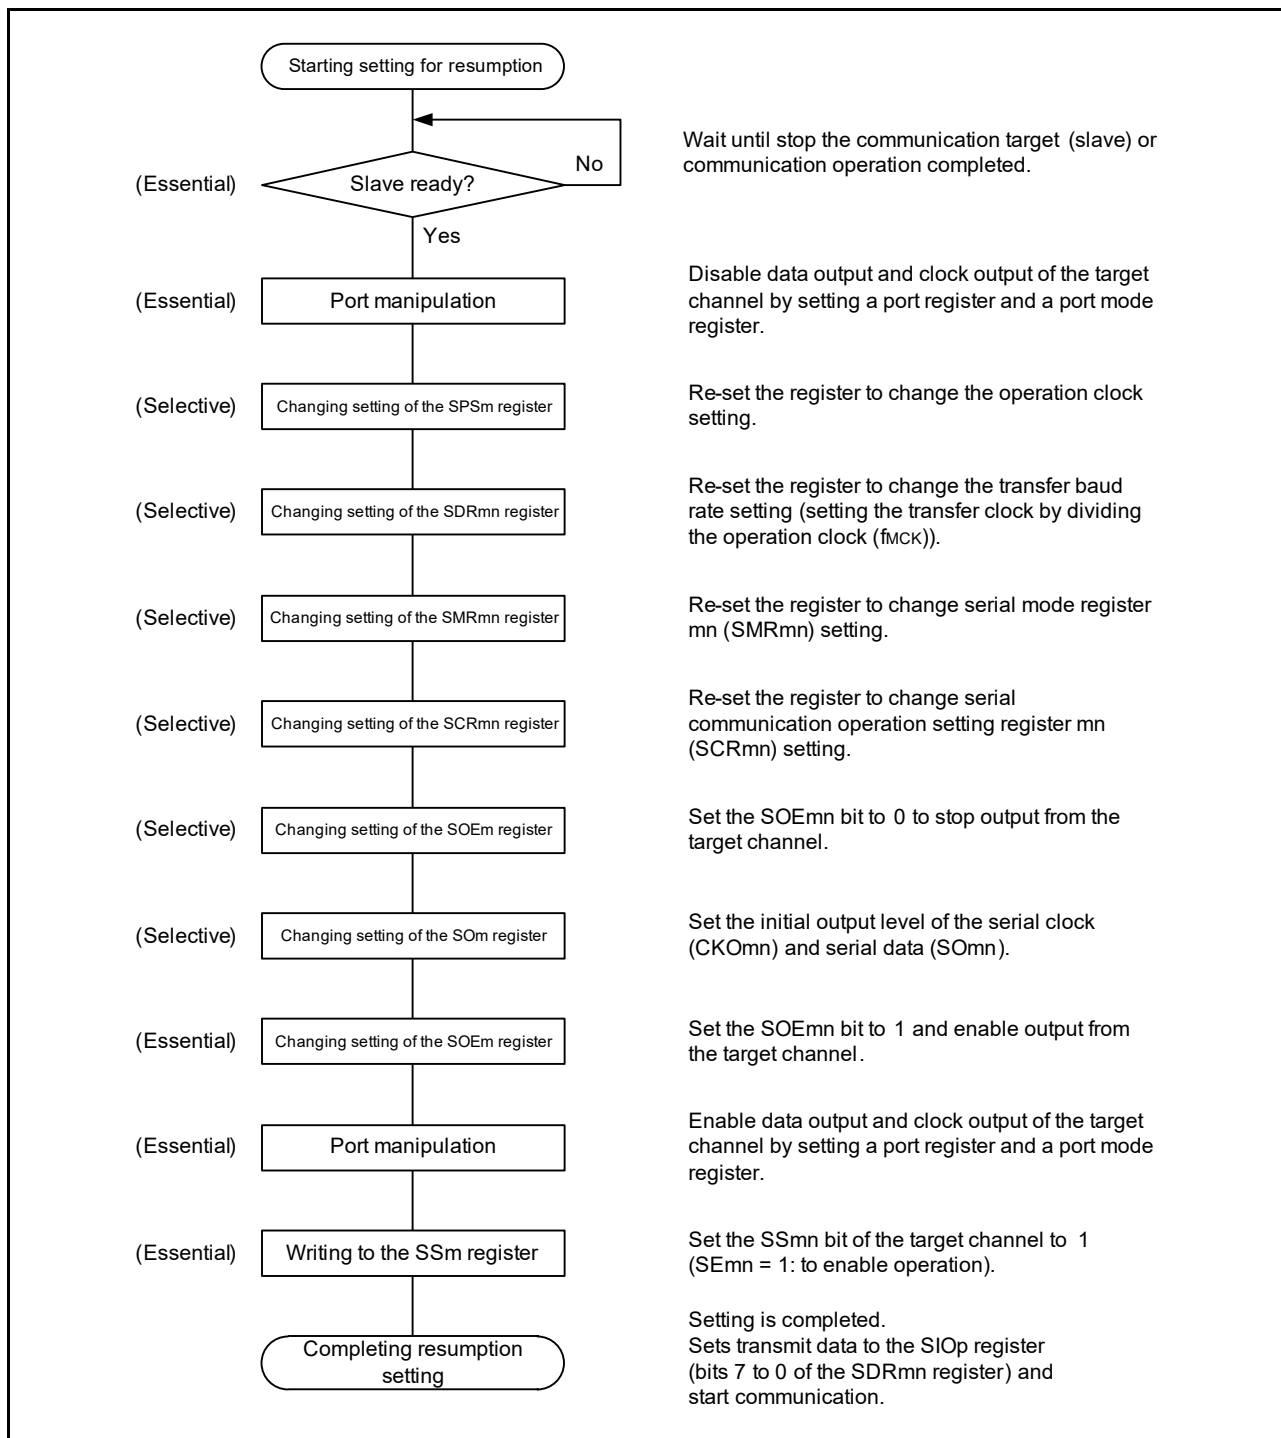 Starting setting for resumption
Wait until stop the communication target (slave) or
communication operation completed.
No
(Essential)
Slave ready?
Yes
Disable data output and clock output of the target
channel by setting a port register and a port mode
register.
(Essential)
Port manipulation
(Selective)
Changing setting of the SPSm register
Re-set the register to change the operation clock
setting.
(Selective)
Changing setting of the SDRmn register
Re-set the register to change the transfer baud
rate setting (setting the transfer clock by dividing
the operation clock (fMCK)).
(Selective)
Changing setting of the SMRmn register
Re-set the register to change serial mode register
mn (SMRmn) setting.
(Selective)
Changing setting of the SCRmn register
Re-set the register to change serial
communication operation setting register mn
(SCRmn) setting.
(Selective)
Changing setting of the SOEm register
Set the SOEmn bit to 0 to stop output from the
target channel.
(Selective)
Changing setting of the SOm register
Set the initial output level of the serial clock
(CKOmn) and serial data (SOmn).
(Essential)
Changing setting of the SOEm register
Set the SOEmn bit to 1 and enable output from
the target channel.
(Essential)
Port manipulation
Enable data output and clock output of the target
channel by setting a port register and a port mode
register.
(Essential)
Writing to the SSm register
Set the SSmn bit of the target channel to 1
(SEmn = 1: to enable operation).
Completing resumption
setting
Setting is completed.
Sets transmit data to the SIOp register
(bits 7 to 0 of the SDRmn register) and
start communication.